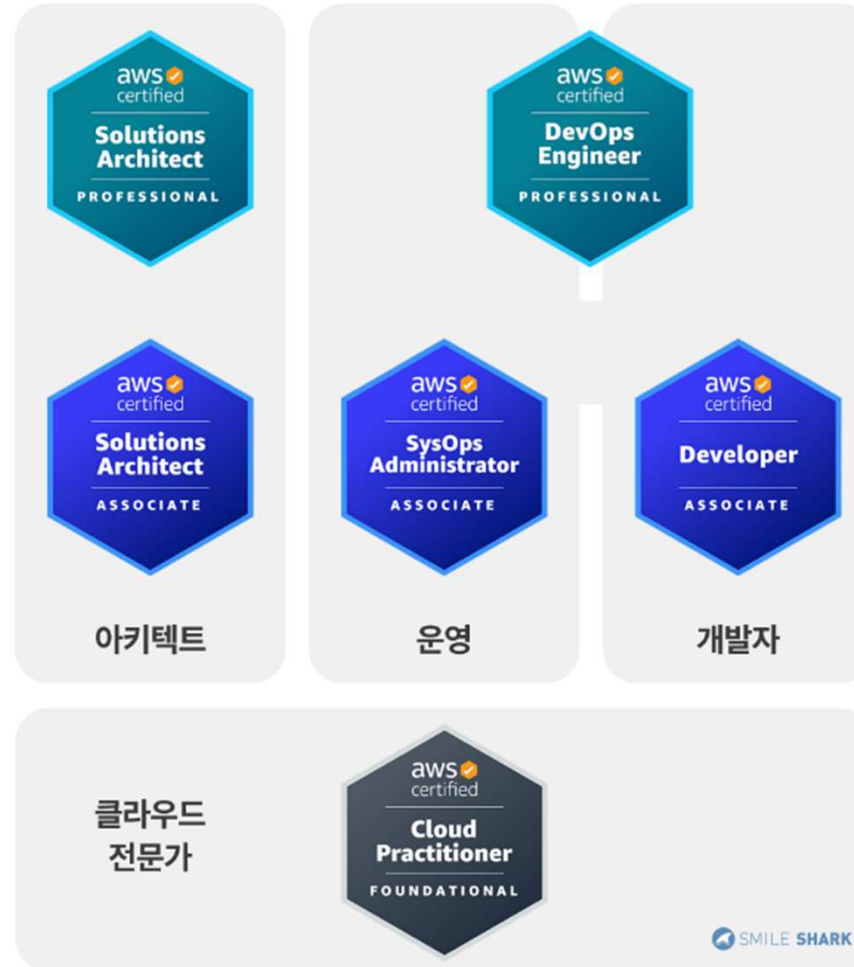 aws
certified
Solutions
Architect
PROFESSIONAL
aws
certified
DevOps
Engineer
PROFESSIONAL
aws
certified
Solutions
Architect
ASSOCIATE
aws
certified
SysOps
Administrator
ASSOCIATE
aws
certified
Developer
ASSOCIATE
아키텍트
운영
개발자
클라우드
전문가
aws
certified
Cloud
Practitioner
FOUNDATIONAL
SMILE SHARK